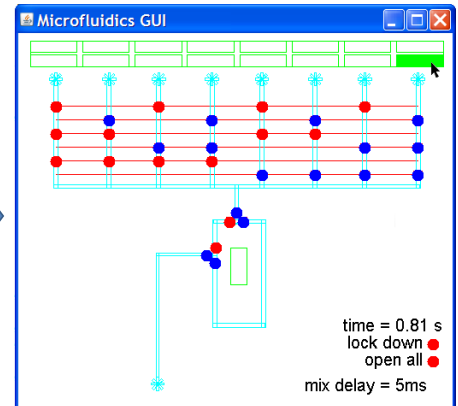 Microfluidics GUI
time = 0.81 s
lock down
open all
mix delay = 5ms